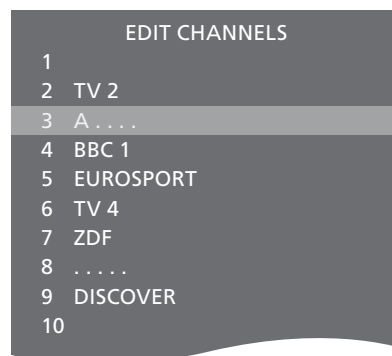 EDIT CHANNELS
1
2 TV 2
3 A . . . .
4 BBC 1
5 EUROSPORT
6 TV 4
7 ZDF
8 . . . . .
9 DISCOVER
10